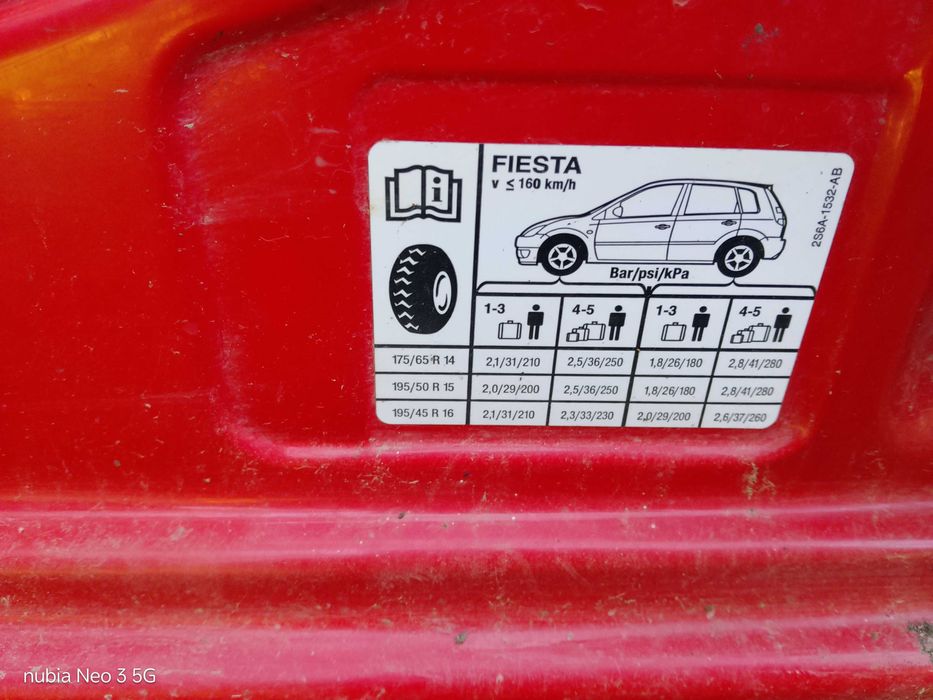 FIESTA
v ≤ 160 km/h
i
2S6A-1532-AB
Bar/psi/kPa
1-3 4-5 1-3 4-5
175/65 R 14 2,1/31/210 2,5/36/250 1,8/26/180 2,8/41/280
195/50 R 15 2,0/29/200 2,5/36/250 1,8/26/180 2,8/41/280
195/45 R 16 2,1/31/210 2,3/33/230 2,0/29/200 2,6/37/260
nubia Neo 3 5G